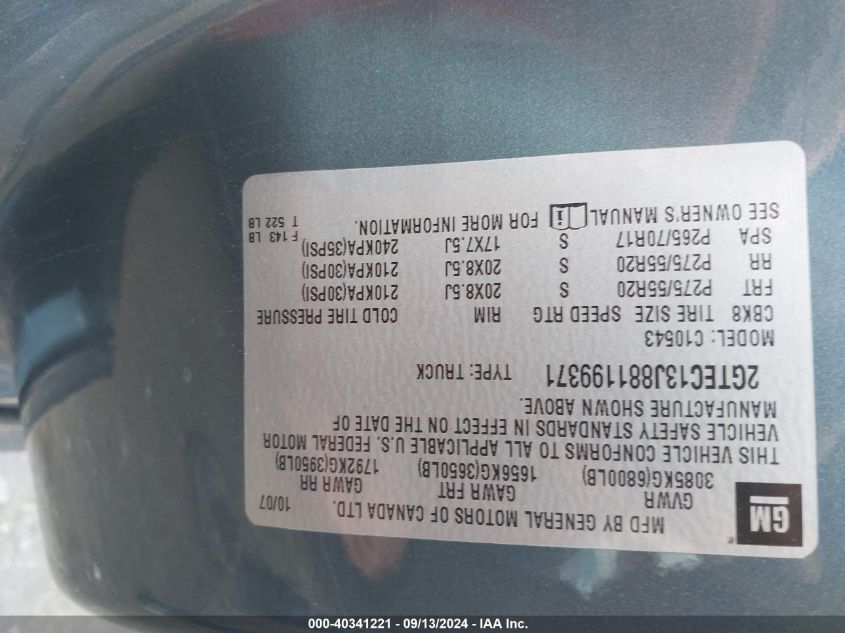 MFD BY GENERAL MOTORS OF CANADA LTD.
10/07
GM
GVWR GAWR FRT GAWR RR
3085KG(6800LB) 1656KG(3650LB) 1792KG(3950LB)
THIS VEHICLE CONFORMS TO ALL APPLICABLE U.S. FEDERAL MOTOR
VEHICLE SAFETY STANDARDS IN EFFECT ON THE DATE OF
MANUFACTURE SHOWN ABOVE.
2GTEC13J881199371 TYPE: TRUCK
MODEL: C10543
CBK8 TIRE SIZE SPEED RTG RIM COLD TIRE PRESSURE
FRT P275/55R20 S 20X8.5J 210KPA(30PSI)
RR P275/55R20 S 20X8.5J 210KPA(30PSI)
SPA P265/70R17 S 17X7.5J 240KPA(35PSI)
SEE OWNER'S MANUAL i FOR MORE INFORMATION.
F 143 LB
T 522 LB
000-40341221 - 09/13/2024 - IAA Inc.